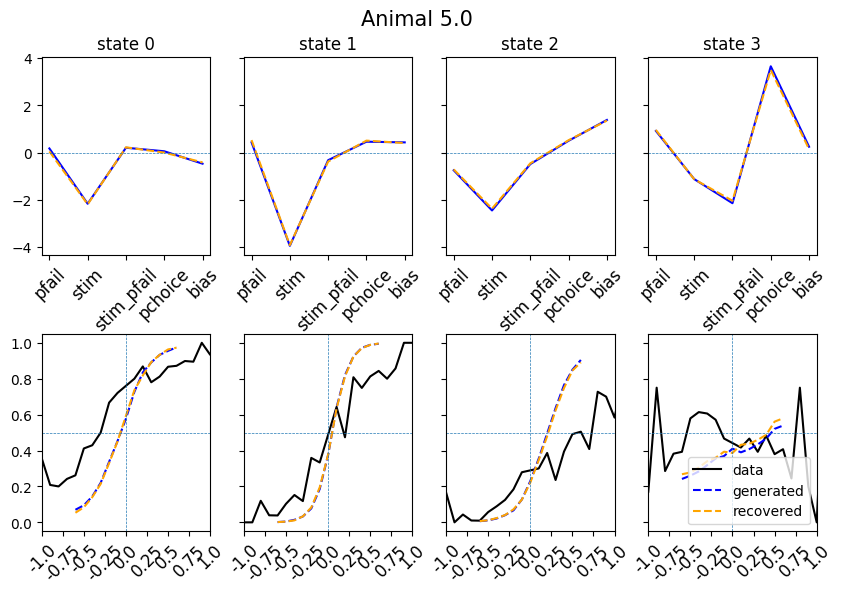 Animal 5.0
state 0 state 1 state 2 state 3
4
2
0
−2
−4
pfail stim stim_pfail pchoice bias pfail stim stim_pfail pchoice bias pfail stim stim_pfail pchoice bias pfail stim stim_pfail pchoice bias
1.0
0.8
0.6
0.4
0.2
0.0
data
generated
recovered
-1.0 -0.75 -0.5 -0.25 0.0 0.25 0.5 0.75 1.0 -1.0 -0.75 -0.5 -0.25 0.0 0.25 0.5 0.75 1.0 -1.0 -0.75 -0.5 -0.25 0.0 0.25 0.5 0.75 1.0 -1.0 -0.75 -0.5 -0.25 0.0 0.25 0.5 0.75 1.0